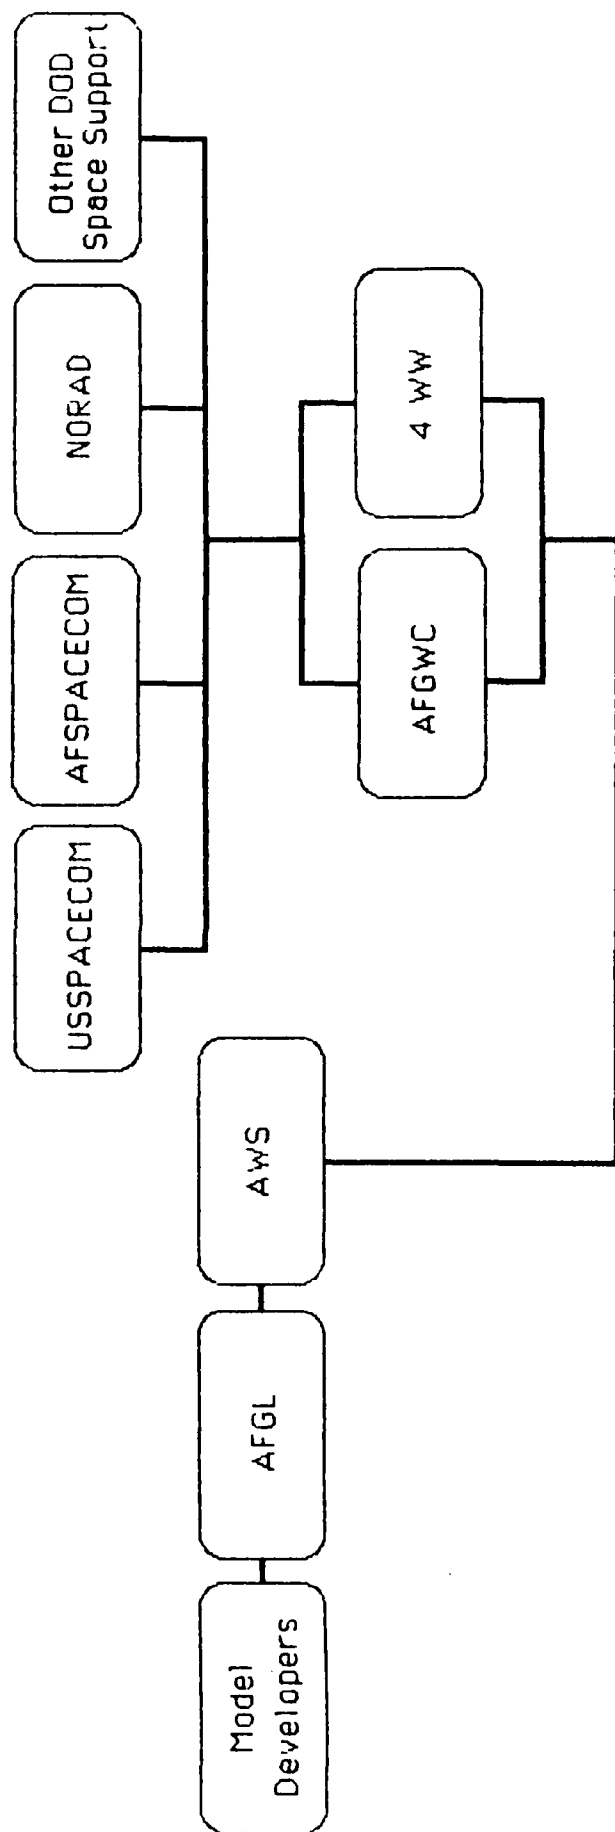 USSPACECOM
AFSPACECOM
NORAD
Other DOD
Space Support
Model
Developers
AFGL
AWS
AFGWC
4 WW